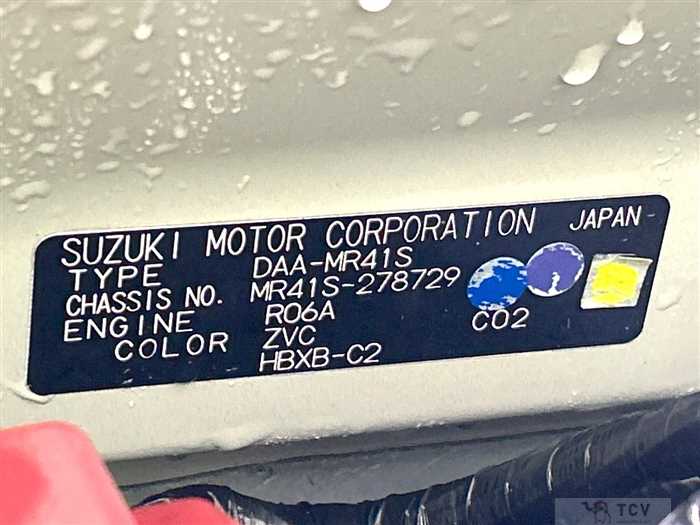 SUZUKI MOTOR CORPORATION JAPAN
TYPE DAA-MR41S
CHASSIS NO. MR41S-278729
ENGINE R06A
COLOR ZVC
HBXB-C2
CO2
TCV